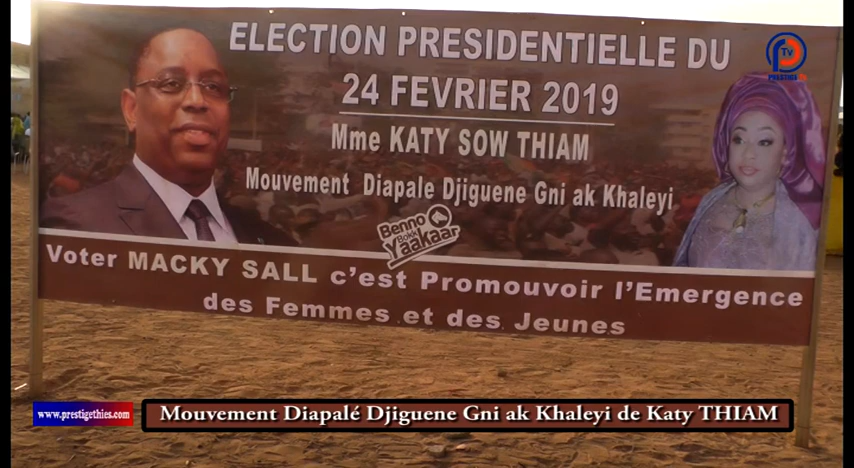 ELECTION PRESIDENTIELLE DU
24 FEVRIER 2019
Mme KATY SOW THIAM
Mouvement Diapale Djiguene Gni ak Khaleyi
Benno
Bokk
Yaakaar
Voter MACKY SALL c'est Promouvoir l'Emergence
des Femmes et des Jeunes
Tv
PRESTIGE tv
www.prestigethies.com
Mouvement Diapalé Djiguene Gni ak Khaleyi de Katy THIAM